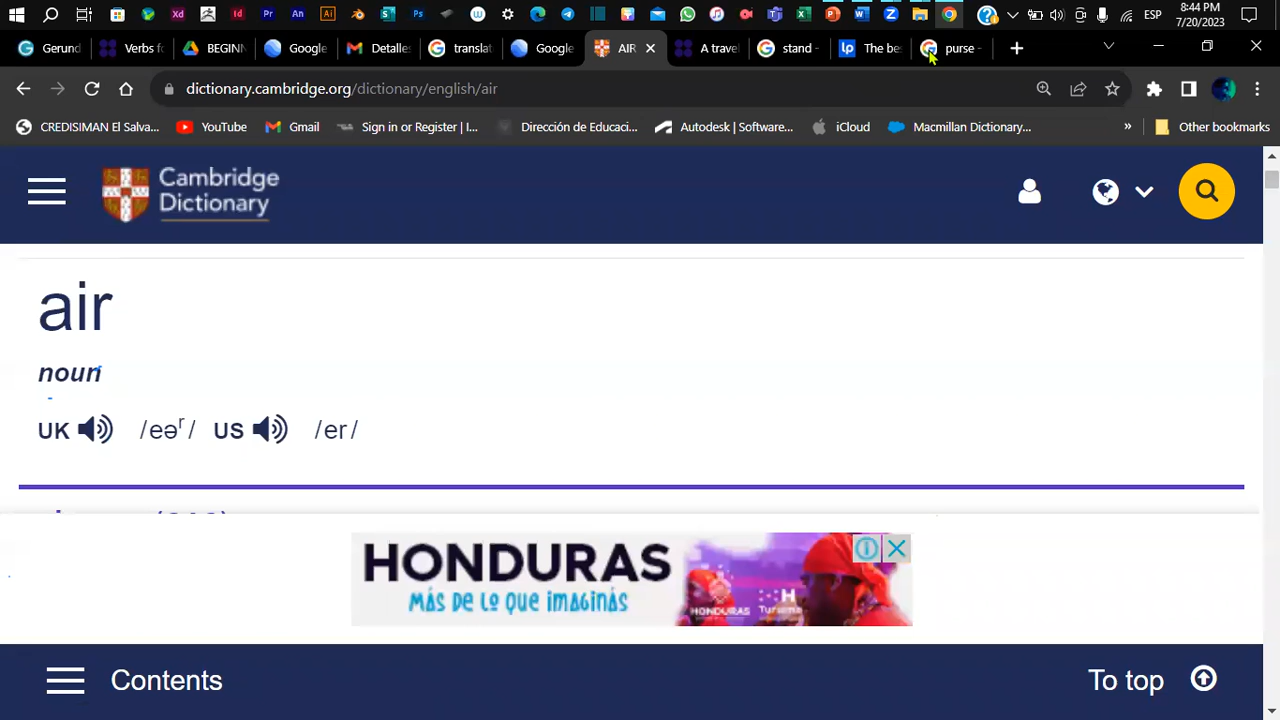 8:44 PM
ESP
7/20/2023
Gerund
Verbs fo
BEGINN
Google
Detalle:
translat
Google
AIR
A travel
stand -
The be:
purse -
dictionary.cambridge.org/dictionary/english/air
CREDISIMAN El Salva...
YouTube
Gmail
Sign in or Register | I...
Dirección de Educaci...
Autodesk | Software...
iCloud
Macmillan Dictionary...
»
Other bookmarks
Cambridge
Dictionary
air
noun
UK /eəʳ/ US /er/
HONDURAS
MÁS DE LO QUE IMAGINÁS
HONDURAS
Turismo
Contents
To top